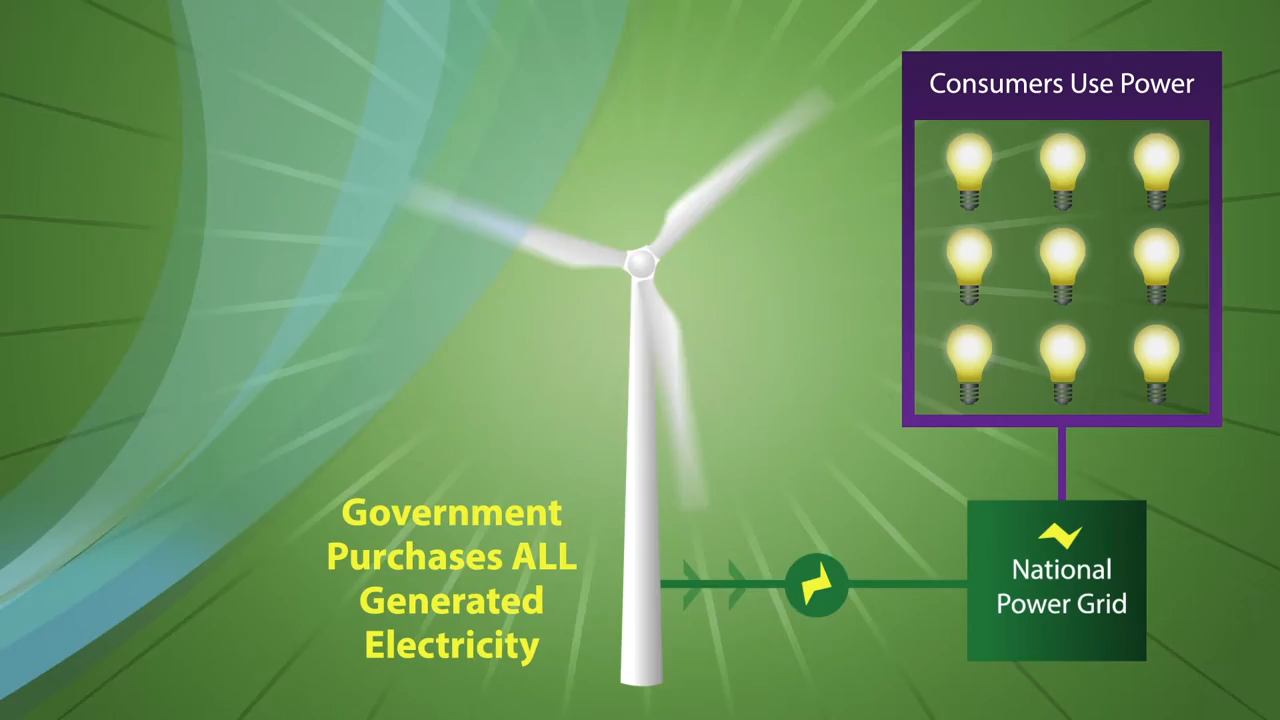 Consumers Use Power
Government
Purchases ALL
Generated
Electricity
National
Power Grid